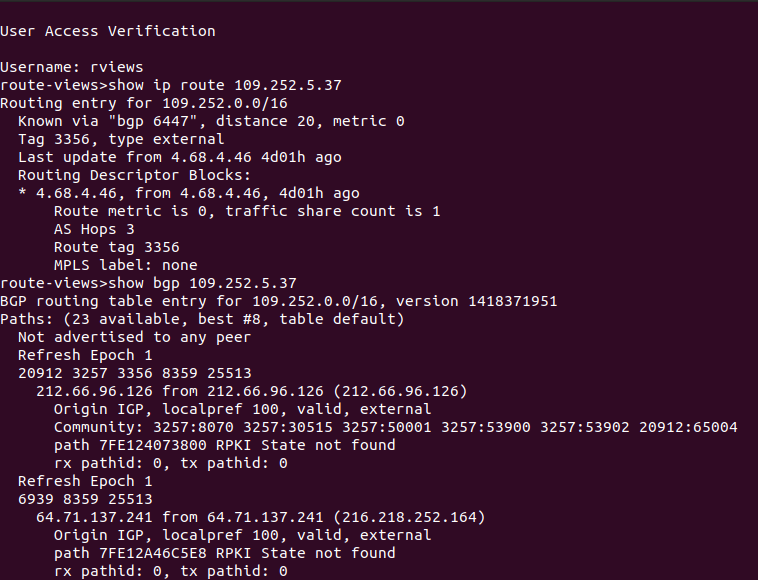 User Access Verification
Username: rviews
route-views>show ip route 109.252.5.37
Routing entry for 109.252.0.0/16
Known via "bgp 6447", distance 20, metric 0
Tag 3356, type external
Last update from 4.68.4.46 4d01h ago
Routing Descriptor Blocks:
* 4.68.4.46, from 4.68.4.46, 4d01h ago
Route metric is 0, traffic share count is 1
AS Hops 3
Route tag 3356
MPLS label: none
route-views>show bgp 109.252.5.37
BGP routing table entry for 109.252.0.0/16, version 1418371951
Paths: (23 available, best #8, table default)
Not advertised to any peer
Refresh Epoch 1
20912 3257 3356 8359 25513
212.66.96.126 from 212.66.96.126 (212.66.96.126)
Origin IGP, localpref 100, valid, external
Community: 3257:8070 3257:30515 3257:50001 3257:53900 3257:53902 20912:65004
path 7FE124073800 RPKI State not found
rx pathid: 0, tx pathid: 0
Refresh Epoch 1
6939 8359 25513
64.71.137.241 from 64.71.137.241 (216.218.252.164)
Origin IGP, localpref 100, valid, external
path 7FE12A46C5E8 RPKI State not found
rx pathid: 0, tx pathid: 0